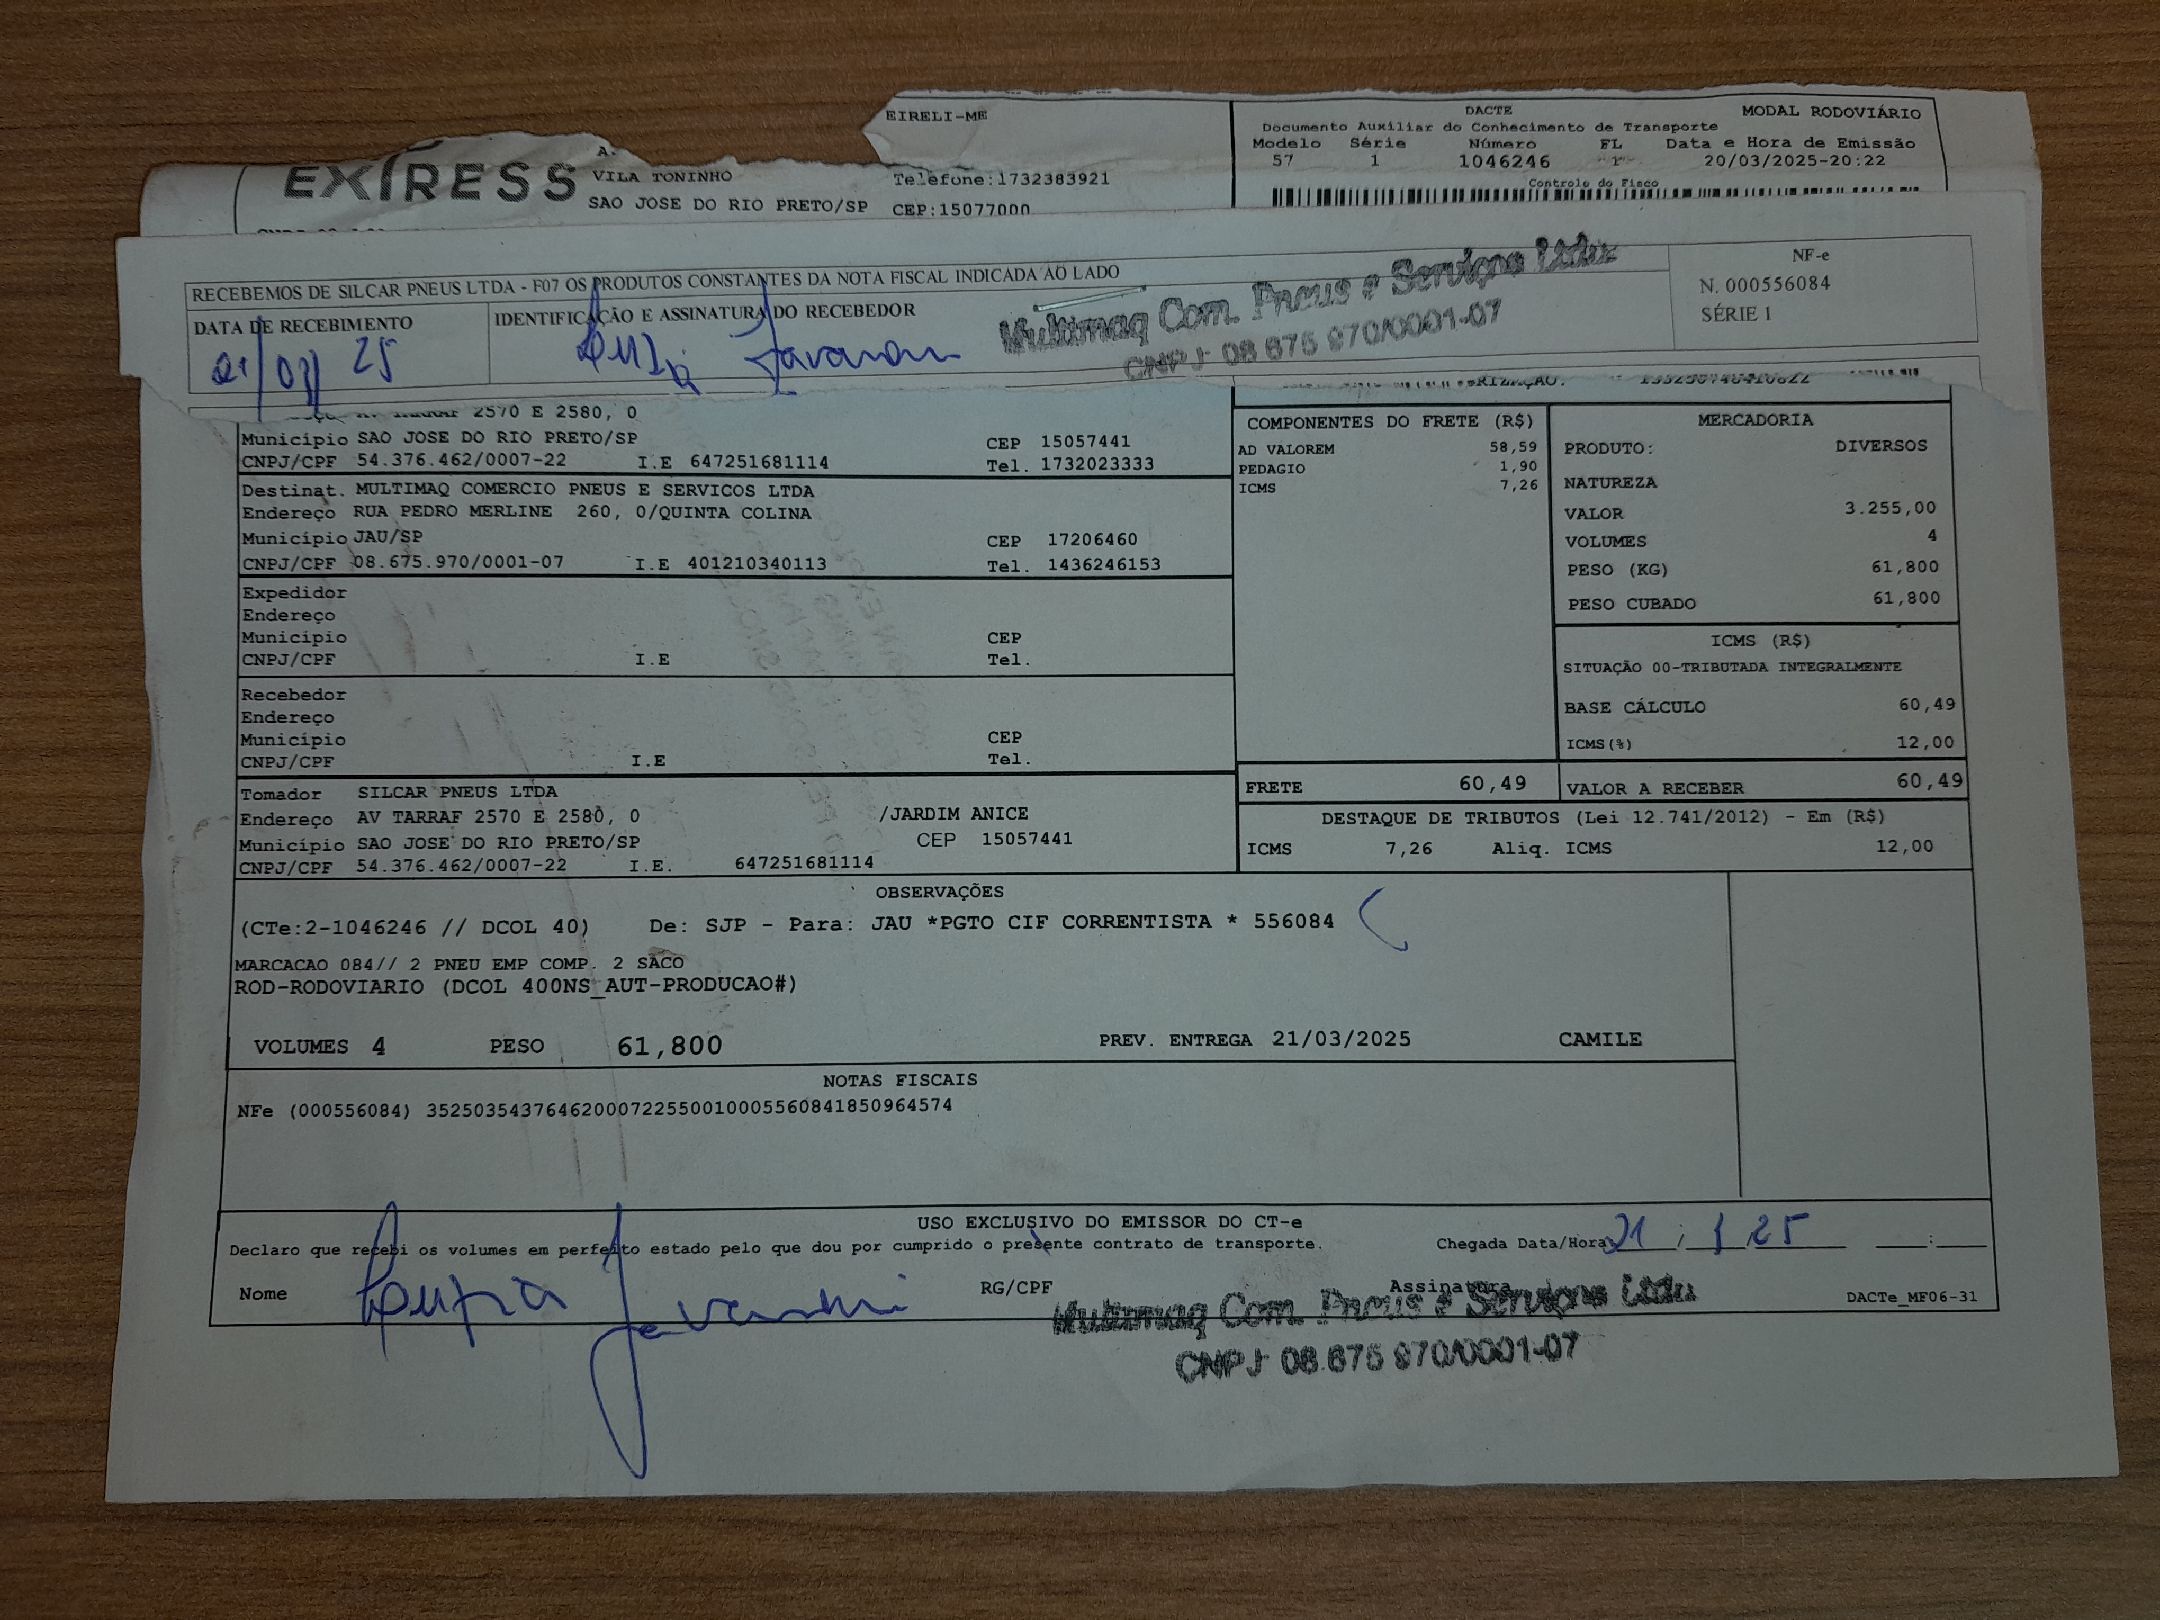 EIRELI-ME
DACTE
MODAL RODOVIÁRIO
Documento Auxiliar do Conhecimento de Transporte
Modelo Série Número FL Data e Hora de Emissão
57 1 1046246 1 20/03/2025-20:22
Controle do Fisco
VILA TONINHO Telefone:1732383921
SAO JOSE DO RIO PRETO/SP CEP:15077000
RECEBEMOS DE SILCAR PNEUS LTDA - F07 OS PRODUTOS CONSTANTES DA NOTA FISCAL INDICADA AO LADO
DATA DE RECEBIMENTO
21/03/25
IDENTIFICAÇÃO E ASSINATURA DO RECEBEDOR
Multimaq Com. Pneus e Serviços Ltda
CNPJ 08.675.970/0001-07
NF-e
N. 000556084
SÉRIE 1
AV TARRAF 2570 E 2580, 0
Município SAO JOSE DO RIO PRETO/SP CEP 15057441
CNPJ/CPF 54.376.462/0007-22 I.E 647251681114 Tel. 1732023333
Destinat. MULTIMAQ COMERCIO PNEUS E SERVICOS LTDA
Endereço RUA PEDRO MERLINE 260, 0/QUINTA COLINA
Município JAU/SP CEP 17206460
CNPJ/CPF 08.675.970/0001-07 I.E 401210340113 Tel. 1436246153
Expedidor
Endereço
Município CEP
CNPJ/CPF I.E Tel.
Recebedor
Endereço
Município CEP
CNPJ/CPF I.E Tel.
Tomador SILCAR PNEUS LTDA
Endereço AV TARRAF 2570 E 2580, 0 /JARDIM ANICE
Município SAO JOSE DO RIO PRETO/SP CEP 15057441
CNPJ/CPF 54.376.462/0007-22 I.E. 647251681114
COMPONENTES DO FRETE (R$)
AD VALOREM 58,59
PEDAGIO 1,90
ICMS 7,26
MERCADORIA
PRODUTO: DIVERSOS
NATUREZA
VALOR 3.255,00
VOLUMES 4
PESO (KG) 61,800
PESO CUBADO 61,800
ICMS (R$)
SITUAÇÃO 00-TRIBUTADA INTEGRALMENTE
BASE CÁLCULO 60,49
ICMS(%) 12,00
FRETE 60,49 VALOR A RECEBER 60,49
DESTAQUE DE TRIBUTOS (Lei 12.741/2012) - Em (R$)
ICMS 7,26 Aliq. ICMS 12,00
OBSERVAÇÕES
(CTe:2-1046246 // DCOL 40) De: SJP - Para: JAU *PGTO CIF CORRENTISTA * 556084
MARCACAO 084// 2 PNEU EMP COMP. 2 SACO
ROD-RODOVIARIO (DCOL 400NS_AUT-PRODUCAO#)
VOLUMES 4 PESO 61,800 PREV. ENTREGA 21/03/2025 CAMILE
NOTAS FISCAIS
NFe (000556084) 35250354376462000722550010005560841850964574
USO EXCLUSIVO DO EMISSOR DO CT-e
Declaro que recebi os volumes em perfeito estado pelo que dou por cumprido o presente contrato de transporte.
Chegada Data/Hora 21 / / 25
Nome RG/CPF Assinatura DACTe_MF06-31
Multimaq Com. Pneus e Serviços Ltda
CNPJ 08.675.970/0001-07